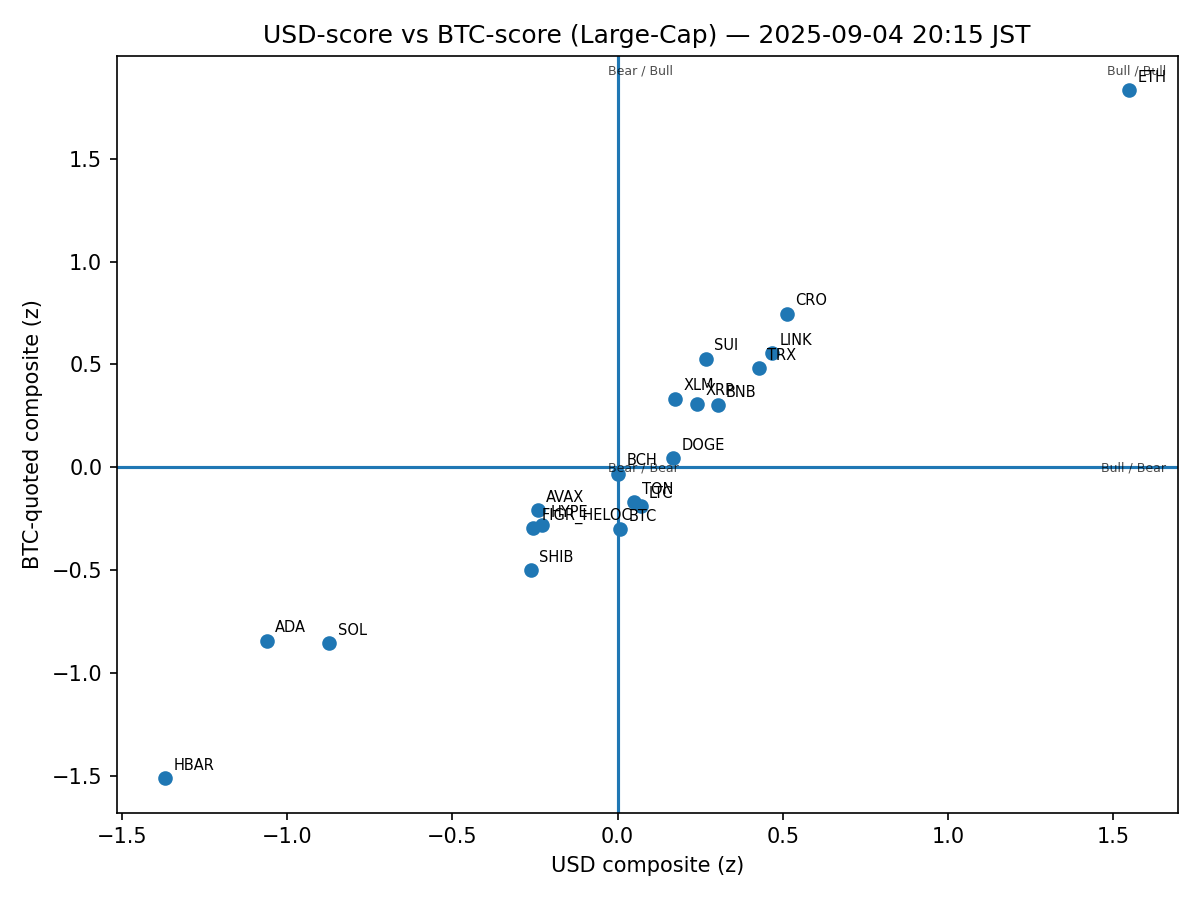 USD-score vs BTC-score (Large-Cap) — 2025-09-04 20:15 JST
Bear / Bull
Bull / Bull
ETH
1.5
1.0
CRO
LINK
SUI
TRX
0.5
XLM
XRP
BNB
DOGE
BCH
0.0
Bear / Bear
Bull / Bear
TON
LTC
AVAX
HYPE
FIGR_HELOC
BTC
SHIB
−0.5
ADA
SOL
−1.0
HBAR
−1.5
BTC-quoted composite (z)
−1.5
−1.0
−0.5
0.0
0.5
1.0
1.5
USD composite (z)